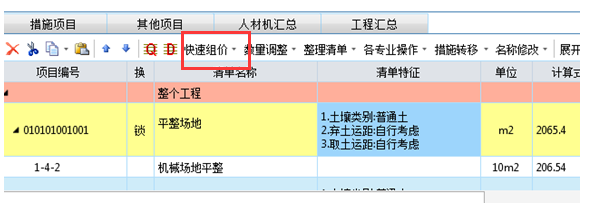 措施项目 其他项目 人材机汇总 工程汇总
Q D 快速组价 数量调整 整理清单 各专业操作 措施转移 名称修改 展开
项目编号 换 清单名称 清单特征 单位 计算式
整个工程
010101001001 锁 平整场地 1.土壤类别:普通土
2.弃土运距:自行考虑
3.取土运距:自行考虑 m2 2065.4
1-4-2 机械场地平整 10m2 206.54